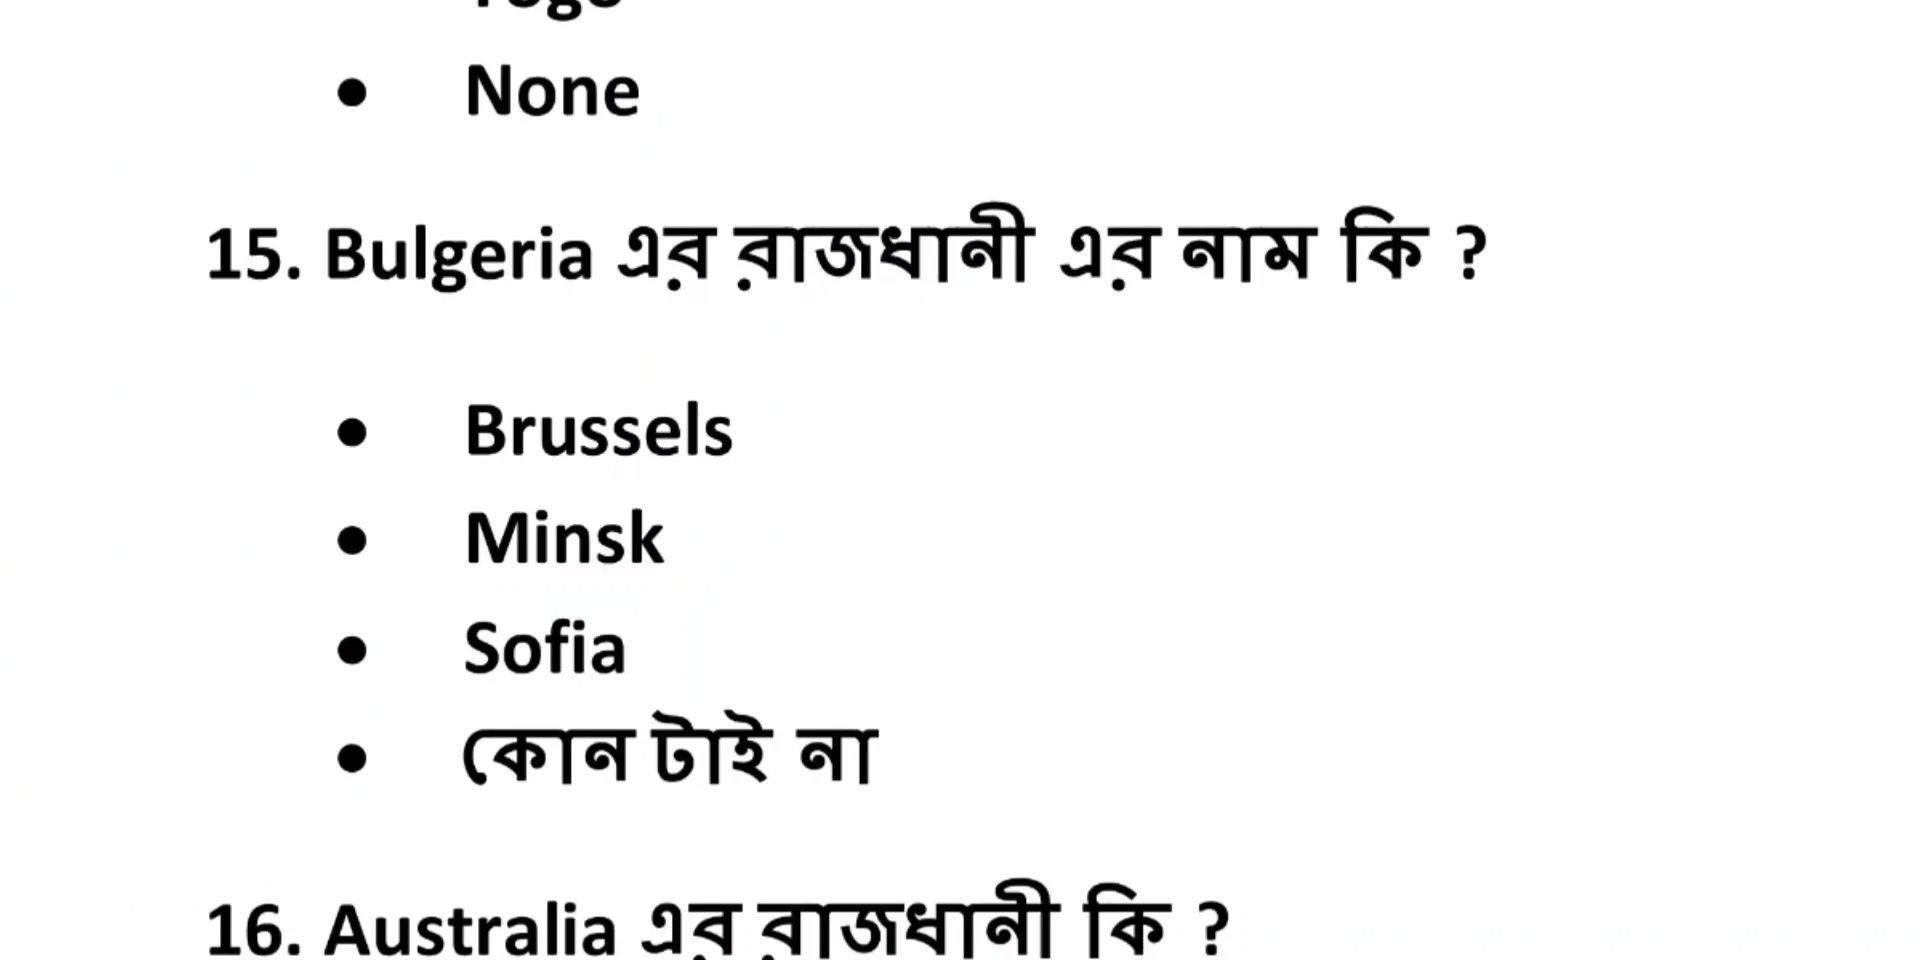 • None
15. Bulgeria এর রাজধানী এর নাম কি ?
• Brussels
• Minsk
• Sofia
• কোন টাই না
16. Australia এর রাজধানী কি ?